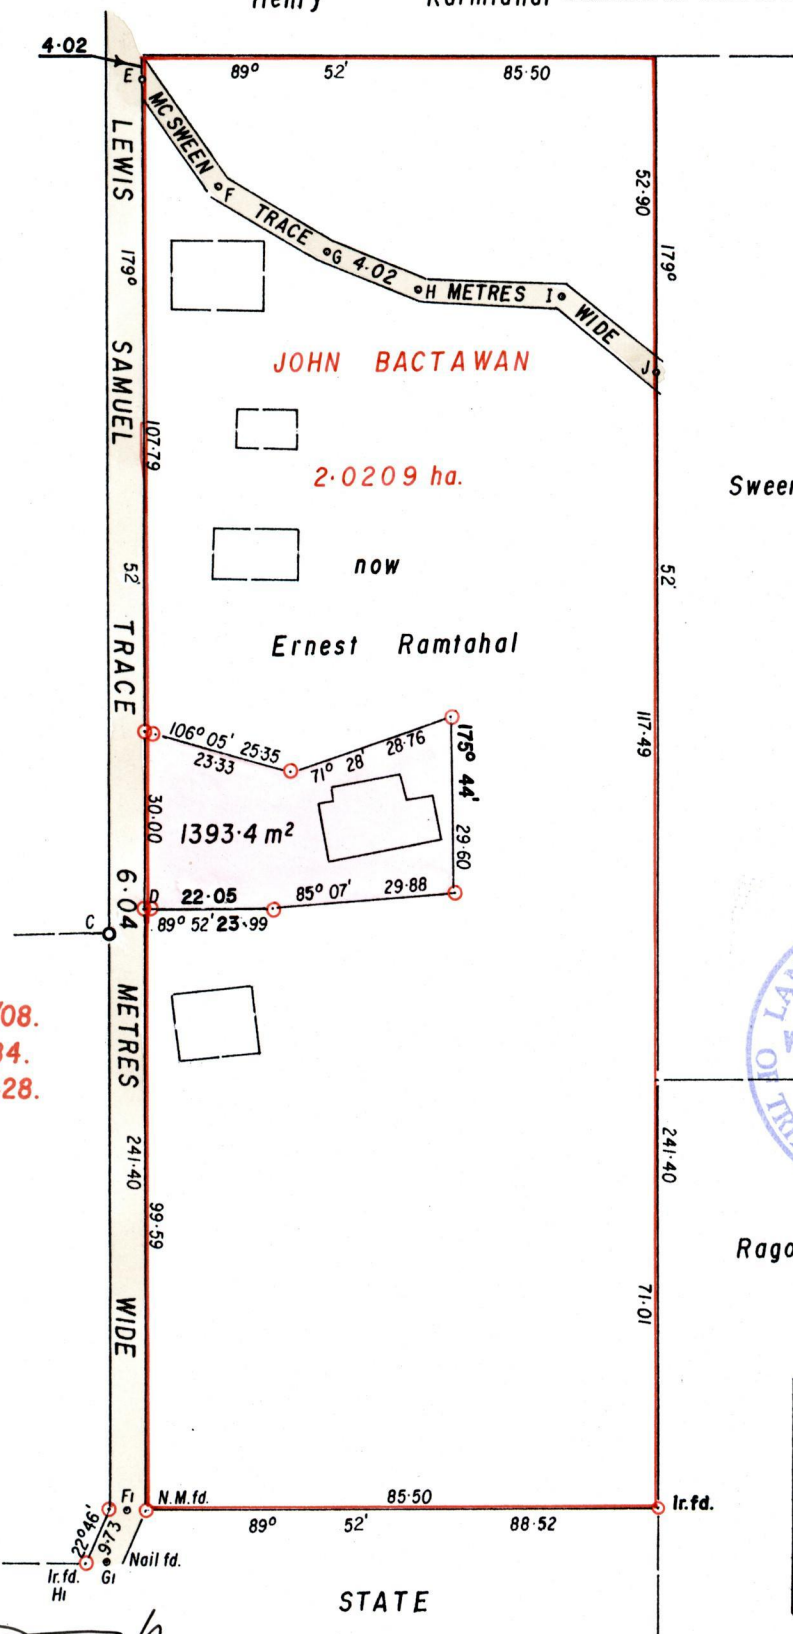 Henry
4·02
E
89° 52' 85·50
MC SWEEN TRACE 4·02 METRES WIDE
F
G
H
I
J
52·90
179°
LEWIS SAMUEL TRACE 6·04 METRES WIDE
179°
52'
241·40
107·79
JOHN BACTAWAN
2·0209 ha.
now
Ernest Ramtahal
52'
117·49
106° 05' 25·35
23·33
71° 28' 28·76
175° 44'
29·60
30·00
1393·4 m²
D
22·05
85° 07' 29·88
89° 52' 23·99
C
/08.
34.
28.
241·40
99·59
71·01
F1
N.M.fd.
85·50
Ir.fd.
89° 52' 88·52
22°46'
9·73
Nail fd.
Ir.fd.
H1
G1
STATE